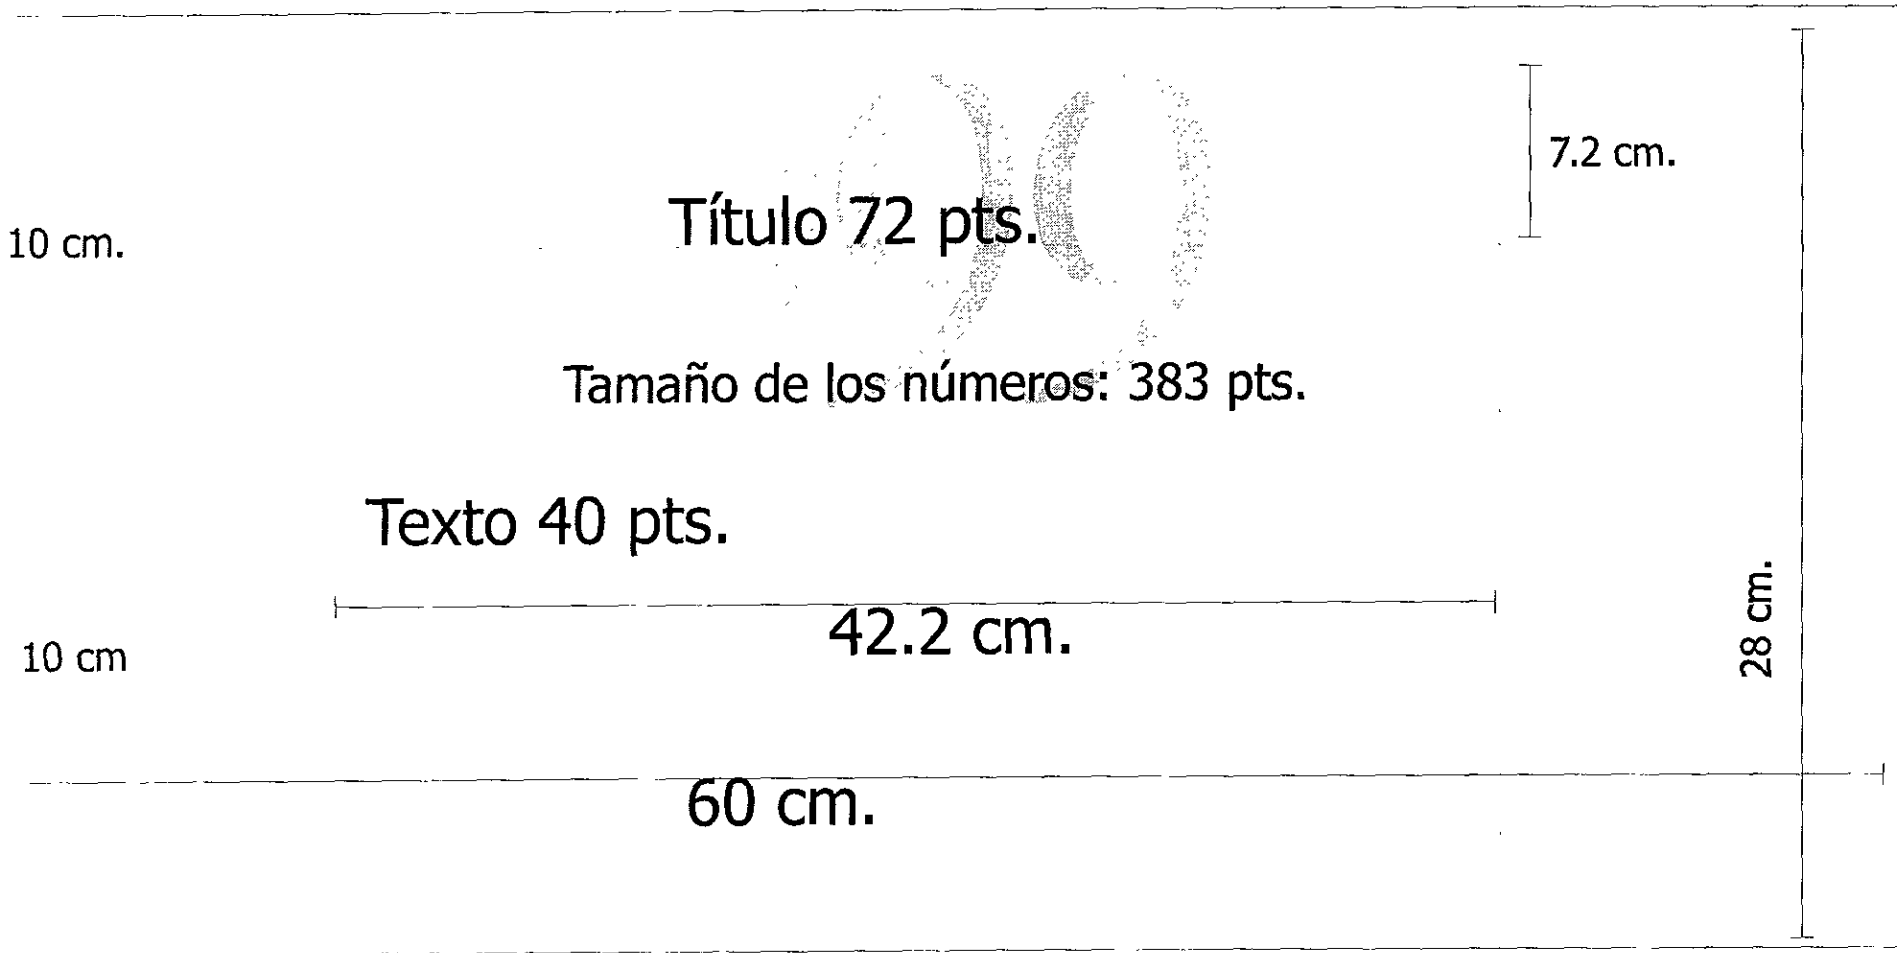 99
7.2 cm.
Título 72 pts.
10 cm.
Tamaño de los números: 383 pts.
Texto 40 pts.
28 cm.
42.2 cm.
10 cm
60 cm.